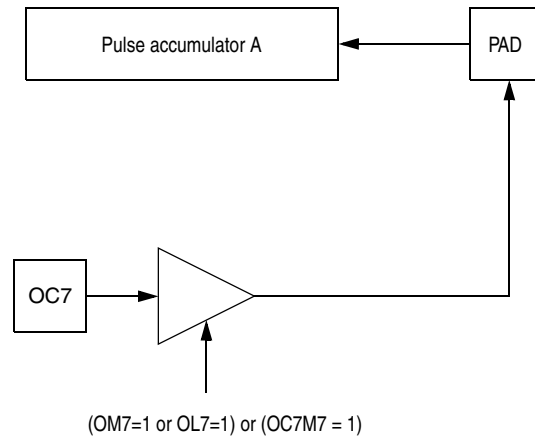 Pulse accumulator A
PAD
OC7
(OM7=1 or OL7=1) or (OC7M7 = 1)